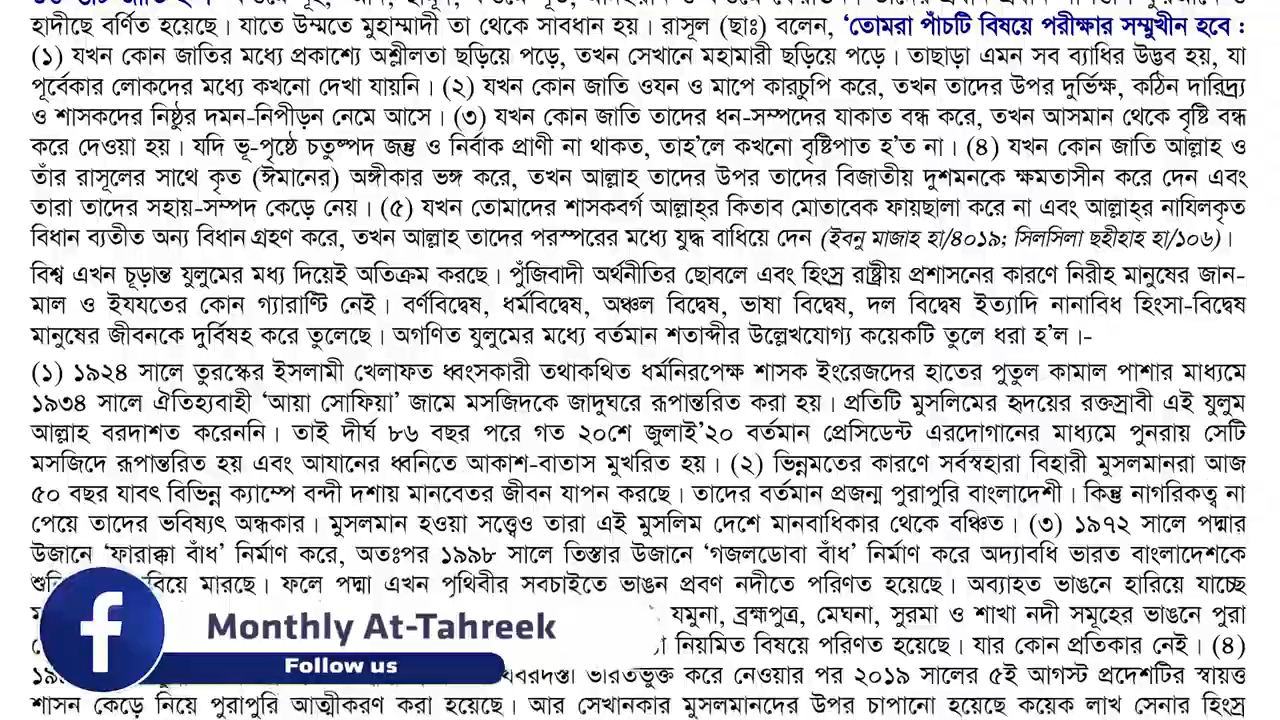 হাদীছে বর্ণিত হয়েছে। যাতে উম্মতে মুহাম্মাদী তা থেকে সাবধান হয়। রাসূল (ছাঃ) বলেন, ‘তোমরা পাঁচটি বিষয়ে পরীক্ষার সম্মুখীন হবে :
(১) যখন কোন জাতির মধ্যে প্রকাশ্যে অশ্লীলতা ছড়িয়ে পড়ে, তখন সেখানে মহামারী ছড়িয়ে পড়ে। তাছাড়া এমন সব ব্যাধির উদ্ভব হয়, যা
পূর্বেকার লোকদের মধ্যে কখনো দেখা যায়নি। (২) যখন কোন জাতি ওযন ও মাপে কারচুপি করে, তখন তাদের উপর দুর্ভিক্ষ, কঠিন দারিদ্র্য
ও শাসকদের নিষ্ঠুর দমন-নিপীড়ন নেমে আসে। (৩) যখন কোন জাতি তাদের ধন-সম্পদের যাকাত বন্ধ করে, তখন আসমান থেকে বৃষ্টি বন্ধ
করে দেওয়া হয়। যদি ভূ-পৃষ্ঠে চতুষ্পদ জন্তু ও নির্বাক প্রাণী না থাকত, তাহ’লে কখনো বৃষ্টিপাত হ’ত না। (৪) যখন কোন জাতি আল্লাহ ও
তাঁর রাসূলের সাথে কৃত (ঈমানের) অঙ্গীকার ভঙ্গ করে, তখন আল্লাহ তাদের উপর তাদের বিজাতীয় দুশমনকে ক্ষমতাসীন করে দেন এবং
তারা তাদের সহায়-সম্পদ কেড়ে নেয়। (৫) যখন তোমাদের শাসকবর্গ আল্লাহ্‌র কিতাব মোতাবেক ফায়ছালা করে না এবং আল্লাহ্‌র নাযিলকৃত
বিধান ব্যতীত অন্য বিধান গ্রহণ করে, তখন আল্লাহ তাদের পরস্পরের মধ্যে যুদ্ধ বাধিয়ে দেন (ইবনু মাজাহ হা/৪০১৯; সিলসিলা ছহীহাহ হা/১০৬)।
বিশ্ব এখন চূড়ান্ত যুলুমের মধ্য দিয়েই অতিক্রম করছে। পুঁজিবাদী অর্থনীতির ছোবলে এবং হিংস্র রাষ্ট্রীয় প্রশাসনের কারণে নিরীহ মানুষের জান-
মাল ও ইযযতের কোন গ্যারাণ্টি নেই। বর্ণবিদ্বেষ, ধর্মবিদ্বেষ, অঞ্চল বিদ্বেষ, ভাষা বিদ্বেষ, দল বিদ্বেষ ইত্যাদি নানাবিধ হিংসা-বিদ্বেষ
মানুষের জীবনকে দুর্বিষহ করে তুলেছে। অগণিত যুলুমের মধ্যে বর্তমান শতাব্দীর উল্লেখযোগ্য কয়েকটি তুলে ধরা হ’ল।-
(১) ১৯২৪ সালে তুরস্কের ইসলামী খেলাফত ধ্বংসকারী তথাকথিত ধর্মনিরপেক্ষ শাসক ইংরেজদের হাতের পুতুল কামাল পাশার মাধ্যমে
১৯৩৪ সালে ঐতিহ্যবাহী ‘আয়া সোফিয়া’ জামে মসজিদকে জাদুঘরে রূপান্তরিত করা হয়। প্রতিটি মুসলিমের হৃদয়ের রক্তস্রাবী এই যুলুম
আল্লাহ বরদাশত করেননি। তাই দীর্ঘ ৮৬ বছর পরে গত ২০শে জুলাই’২০ বর্তমান প্রেসিডেন্ট এরদোগানের মাধ্যমে পুনরায় সেটি
মসজিদে রূপান্তরিত হয় এবং আযানের ধ্বনিতে আকাশ-বাতাস মুখরিত হয়। (২) ভিন্নমতের কারণে সর্বস্বহারা বিহারী মুসলমানরা আজ
৫০ বছর যাবৎ বিভিন্ন ক্যাম্পে বন্দী দশায় মানবেতর জীবন যাপন করছে। তাদের বর্তমান প্রজন্ম পুরাপুরি বাংলাদেশী। কিন্তু নাগরিকত্ব না
পেয়ে তাদের ভবিষ্যৎ অন্ধকার। মুসলমান হওয়া সত্ত্বেও তারা এই মুসলিম দেশে মানবাধিকার থেকে বঞ্চিত। (৩) ১৯৭২ সালে পদ্মার
উজানে ‘ফারাক্কা বাঁধ’ নির্মাণ করে, অতঃপর ১৯৯৮ সালে তিস্তার উজানে ‘গজলডোবা বাঁধ’ নির্মাণ করে অদ্যাবধি ভারত বাংলাদেশকে
মারছে। ফলে পদ্মা এখন পৃথিবীর সবচাইতে ভাঙন প্রবণ নদীতে পরিণত হয়েছে। অব্যাহত ভাঙনে হারিয়ে যাচ্ছে
যমুনা, ব্রহ্মপুত্র, মেঘনা, সুরমা ও শাখা নদী সমূহের ভাঙনে পুরা
Monthly At-Tahreek
নিয়মিত বিষয়ে পরিণত হয়েছে। যার কোন প্রতিকার নেই। (৪)
Follow us
ভারতভুক্ত করে নেওয়ার পর ২০১৯ সালের ৫ই আগস্ট প্রদেশটির স্বায়ত্ত
শাসন কেড়ে নিয়ে পুরাপুরি আত্মীকরণ করা হয়েছে। আর সেখানকার মুসলমানদের উপর চাপানো হয়েছে কয়েক লাখ সেনার হিংস্র